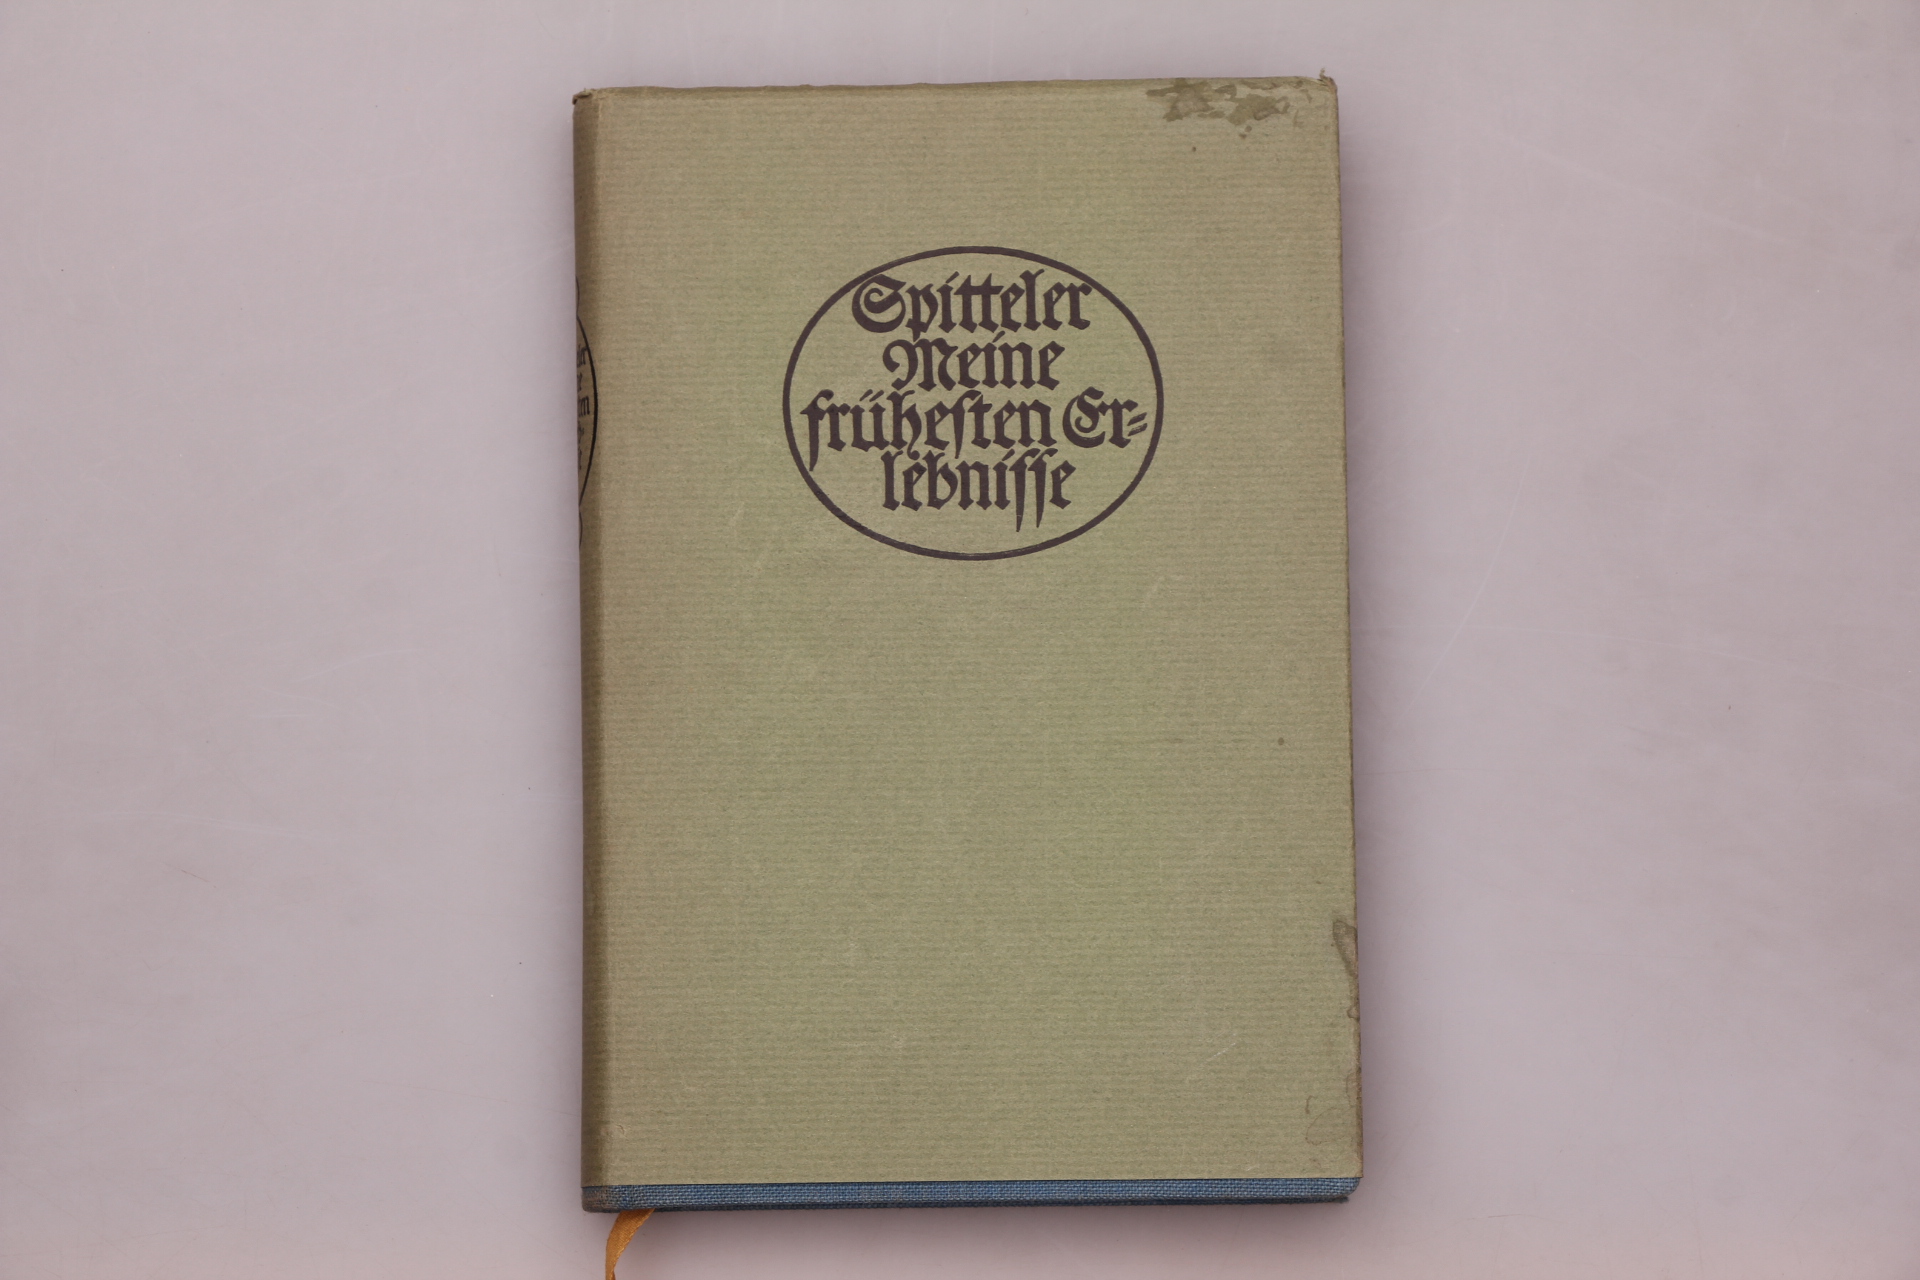 Spitteler
Meine
frühesten Er-
lebnisse